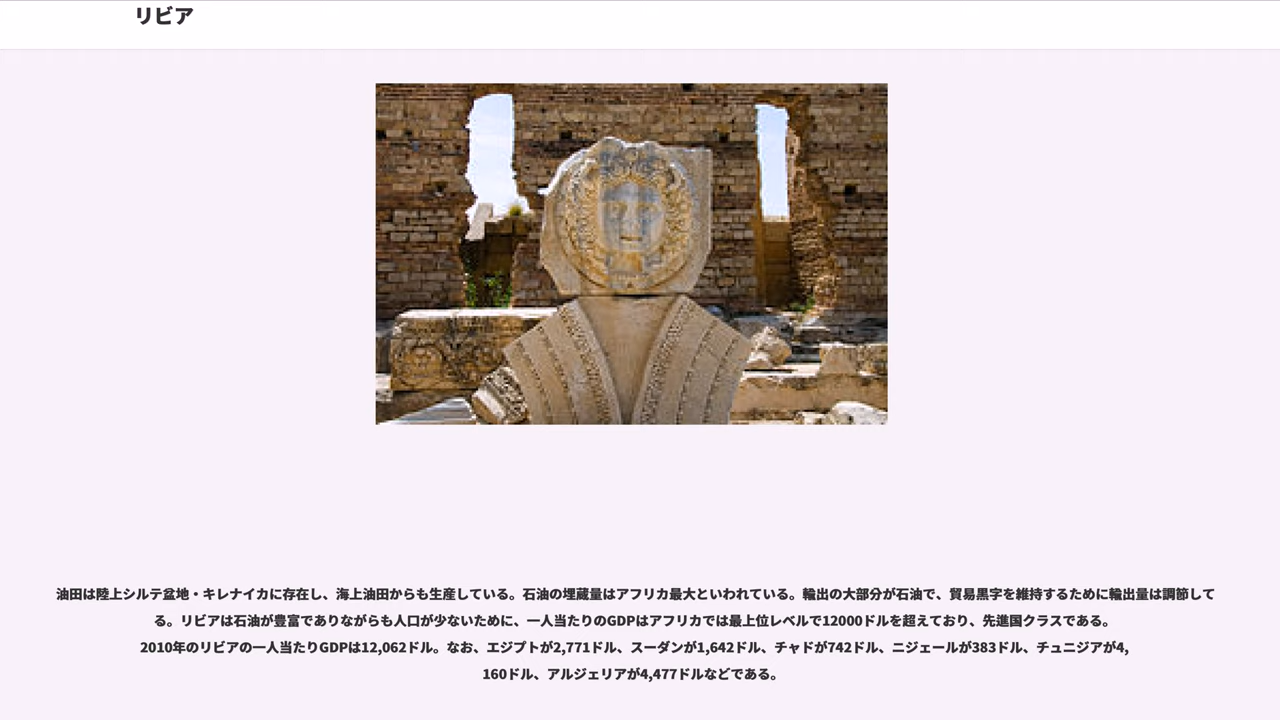 リビア
油田は陸上シルテ盆地・キレナイカに存在し、海上油田からも生産している。石油の埋蔵量はアフリカ最大といわれている。輸出の大部分が石油で、貿易黒字を維持するために輸出量は調節して
る。リビアは石油が豊富でありながらも人口が少ないために、一人当たりのGDPはアフリカでは最上位レベルで12000ドルを超えており、先進国クラスである。
2010年のリビアの一人当たりGDPは12,062ドル。なお、エジプトが2,771ドル、スーダンが1,642ドル、チャドが742ドル、ニジェールが383ドル、チュニジアが4,
160ドル、アルジェリアが4,477ドルなどである。